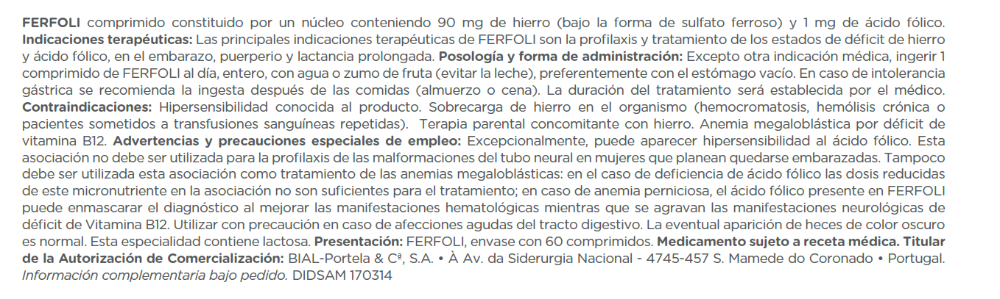 FERFOLI comprimido constituido por un núcleo conteniendo 90 mg de hierro (bajo la forma de sulfato ferroso) y 1 mg de ácido fólico.
Indicaciones terapéuticas: Las principales indicaciones terapéuticas de FERFOLI son la profilaxis y tratamiento de los estados de déficit de hierro
y ácido fólico, en el embarazo, puerperio y lactancia prolongada. Posología y forma de administración: Excepto otra indicación médica, ingerir 1
comprimido de FERFOLI al día, entero, con agua o zumo de fruta (evitar la leche), preferentemente con el estómago vacío. En caso de intolerancia
gástrica se recomienda la ingesta después de las comidas (almuerzo o cena). La duración del tratamiento será establecida por el médico.
Contraindicaciones: Hipersensibilidad conocida al producto. Sobrecarga de hierro en el organismo (hemocromatosis, hemólisis crónica o
pacientes sometidos a transfusiones sanguíneas repetidas). Terapia parental concomitante con hierro. Anemia megaloblástica por déficit de
vitamina B12. Advertencias y precauciones especiales de empleo: Excepcionalmente, puede aparecer hipersensibilidad al ácido fólico. Esta
asociación no debe ser utilizada para la profilaxis de las malformaciones del tubo neural en mujeres que planean quedarse embarazadas. Tampoco
debe ser utilizada esta asociación como tratamiento de las anemias megaloblásticas: en el caso de deficiencia de ácido fólico las dosis reducidas
de este micronutriente en la asociación no son suficientes para el tratamiento; en caso de anemia perniciosa, el ácido fólico presente en FERFOLI
puede enmascarar el diagnóstico al mejorar las manifestaciones hematológicas mientras que se agravan las manifestaciones neurológicas de
déficit de Vitamina B12. Utilizar con precaución en caso de afecciones agudas del tracto digestivo. La eventual aparición de heces de color oscuro
es normal. Esta especialidad contiene lactosa. Presentación: FERFOLI, envase con 60 comprimidos. Medicamento sujeto a receta médica. Titular
de la Autorización de Comercialización: BIAL-Portela & Cª, S.A. • À Av. da Siderurgia Nacional - 4745-457 S. Mamede do Coronado • Portugal.
Información complementaria bajo pedido. DIDSAM 170314